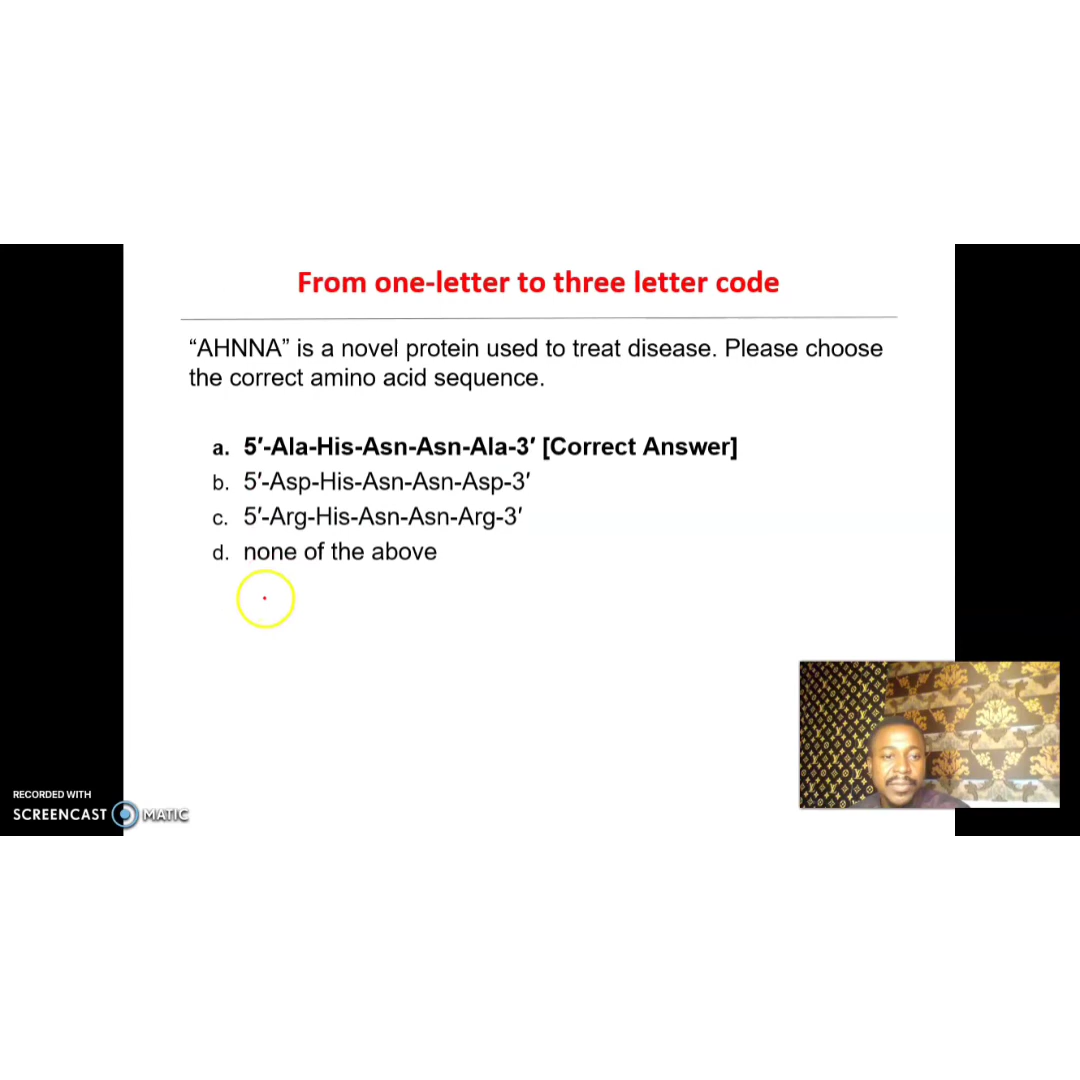 From one-letter to three letter code
“AHNNA” is a novel protein used to treat disease. Please choose
the correct amino acid sequence.
a. 5′-Ala-His-Asn-Asn-Ala-3′ [Correct Answer]
b. 5′-Asp-His-Asn-Asn-Asp-3′
c. 5′-Arg-His-Asn-Asn-Arg-3′
d. none of the above
RECORDED WITH
SCREENCAST MATIC